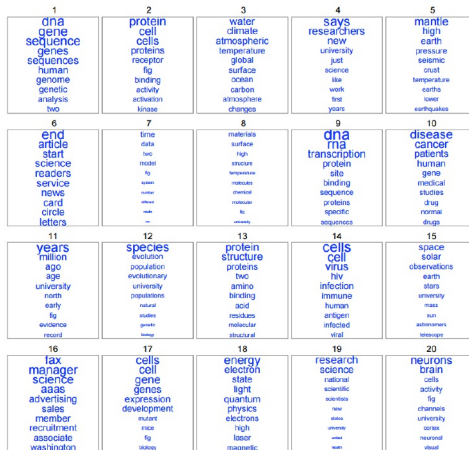 1
dna
gene
sequence
genes
sequences
human
genome
genetic
analysis
two
2
protein
cell
cells
proteins
receptor
fig
binding
activity
activation
kinase
3
water
climate
atmospheric
temperature
global
surface
ocean
carbon
atmosphere
changes
4
says
researchers
new
university
just
science
like
work
first
years
5
mantle
high
earth
pressure
seismic
crust
temperature
earths
lower
earthquakes
6
end
article
start
science
readers
service
news
card
circle
letters
7
time
data
two
model
fig
system
number
different
results
8
materials
surface
high
structure
temperature
molecules
chemical
molecular
fig
university
9
dna
rna
transcription
protein
site
binding
sequence
proteins
specific
sequences
10
disease
cancer
patients
human
gene
medical
studies
drug
normal
drugs
11
years
million
ago
age
university
north
early
fig
evidence
record
12
species
evolution
population
evolutionary
university
populations
natural
studies
genetic
biology
13
protein
structure
proteins
two
amino
binding
acid
residues
molecular
structural
14
cells
cell
virus
hiv
infection
immune
human
antigen
infected
viral
15
space
solar
observations
earth
stars
university
mass
sun
astronomers
telescope
16
fax
manager
science
aaas
advertising
sales
member
recruitment
associate
washington
17
cells
cell
gene
genes
expression
development
mutant
mice
fig
biology
18
energy
electron
state
light
quantum
physics
electrons
high
laser
magnetic
19
research
science
national
scientific
scientists
new
states
university
united
health
20
neurons
brain
cells
activity
fig
channels
university
cortex
neuronal
visual